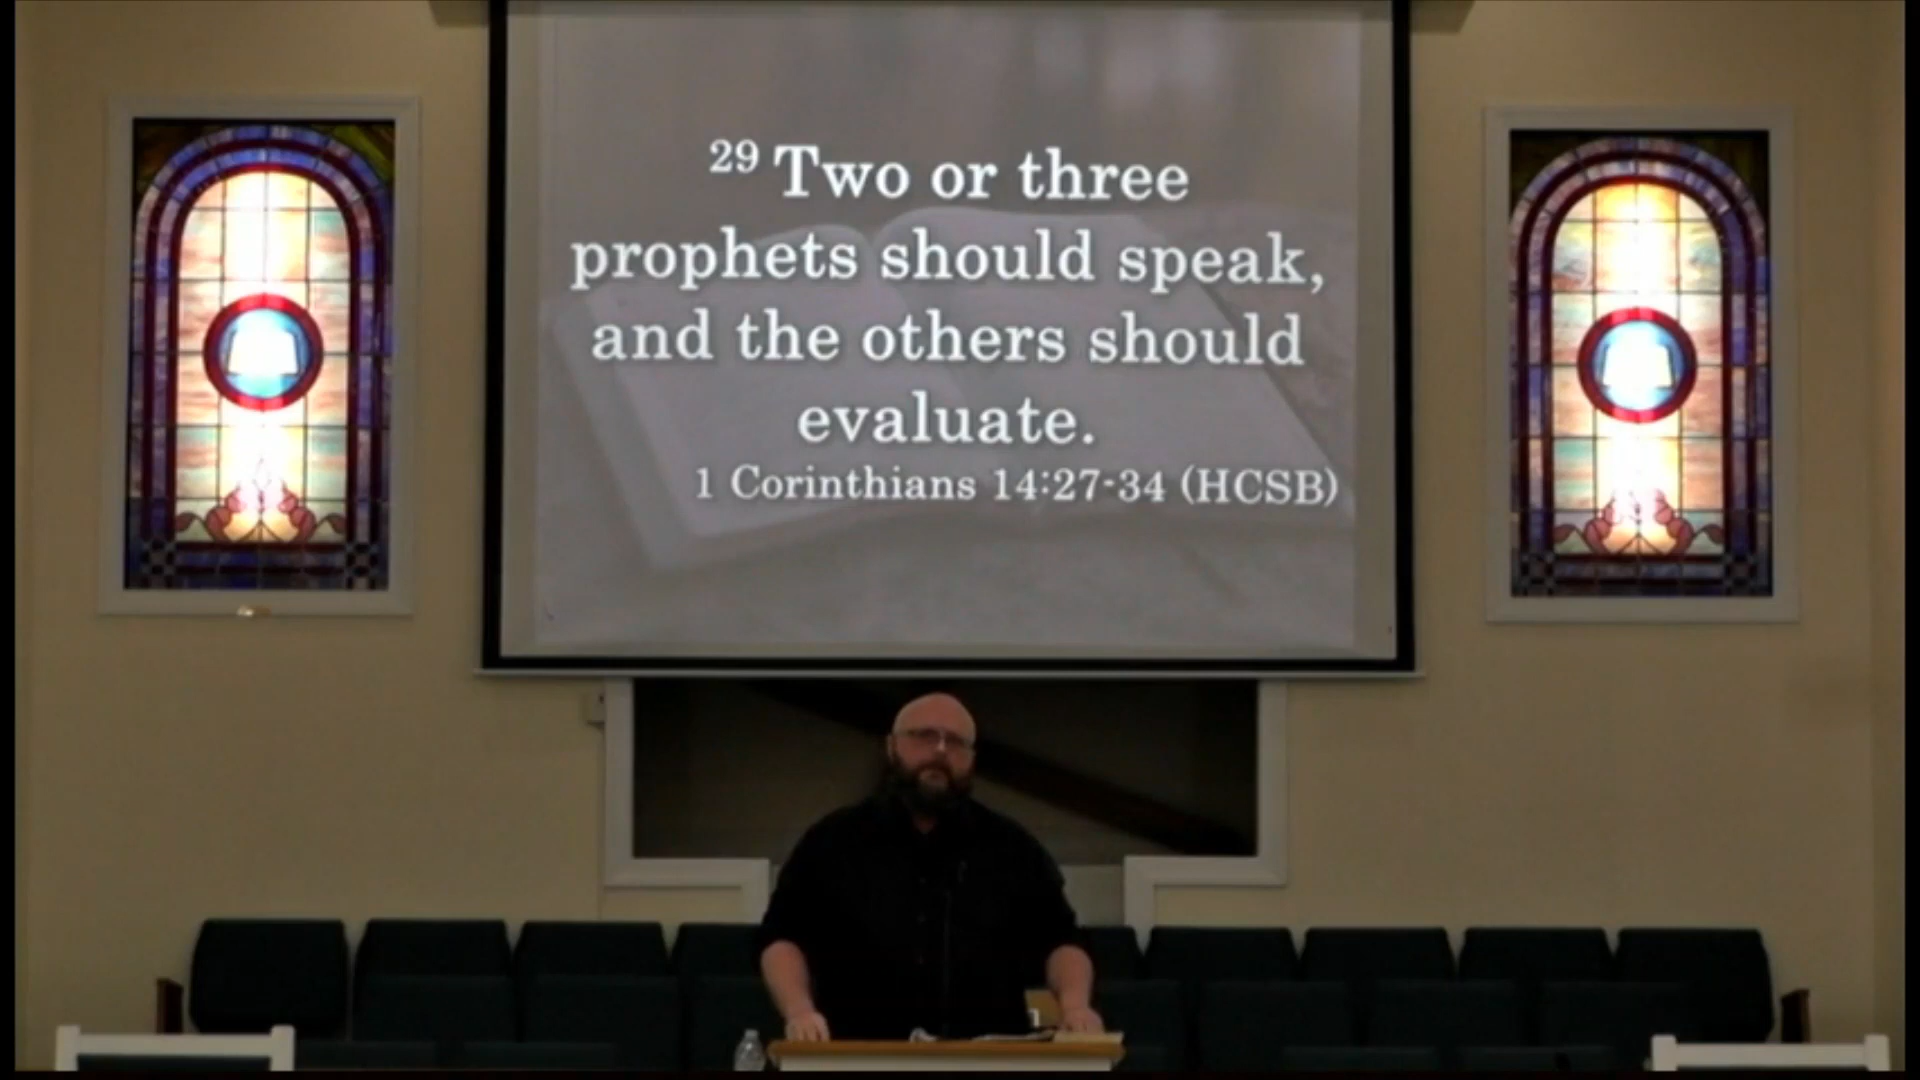 29 Two or three
prophets should speak,
and the others should
evaluate.
1 Corinthians 14:27-34 (HCSB)